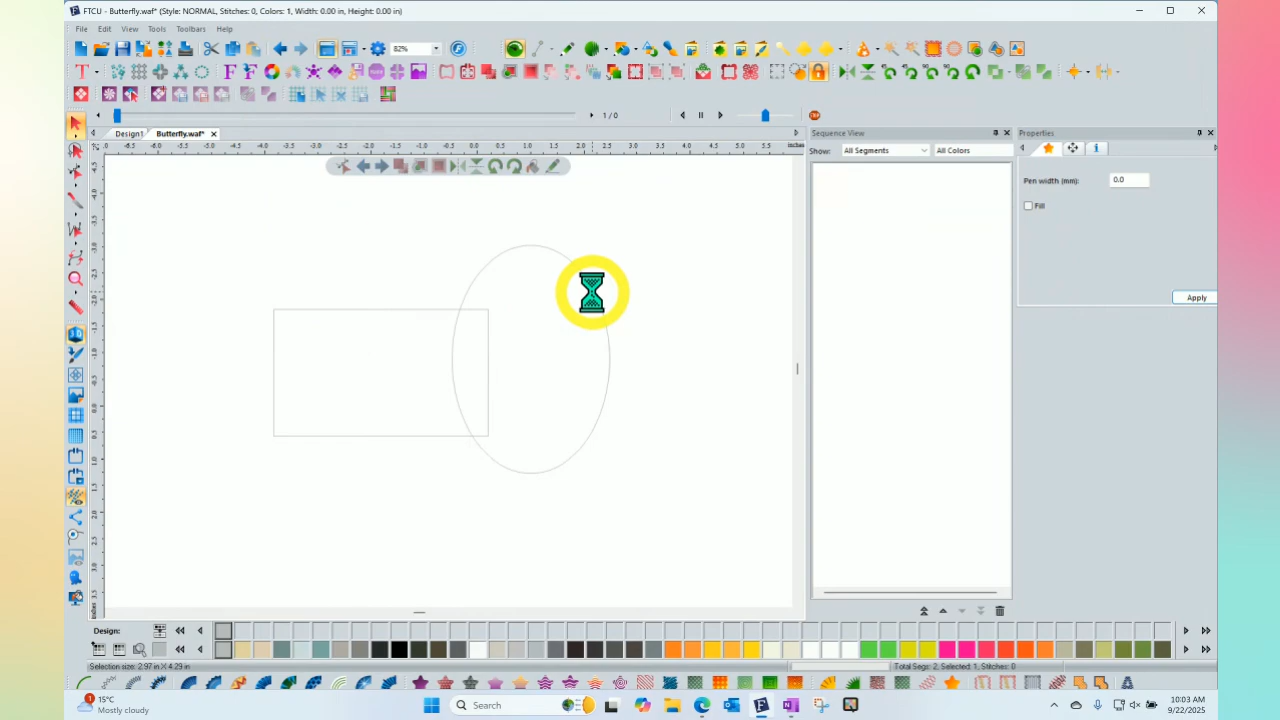 FTCU - Butterfly.waf* (Style: NORMAL, Stitches: 0, Colors: 1, Width: 0.00 in, Height: 0.00 in)
File Edit View Tools Toolbars Help
82%
1 / 0
Design1 Butterfly.waf*
Sequence View
Properties
Show: All Segments All Colors
inches
Pen width (mm): 0.0
Fill
Apply
Design:
Selection size: 2.97 in X 4.29 in
Total Segs: 2, Selected: 1, Stitches: 0
15°C
Mostly cloudy
Search
10:03 AM
9/22/2025